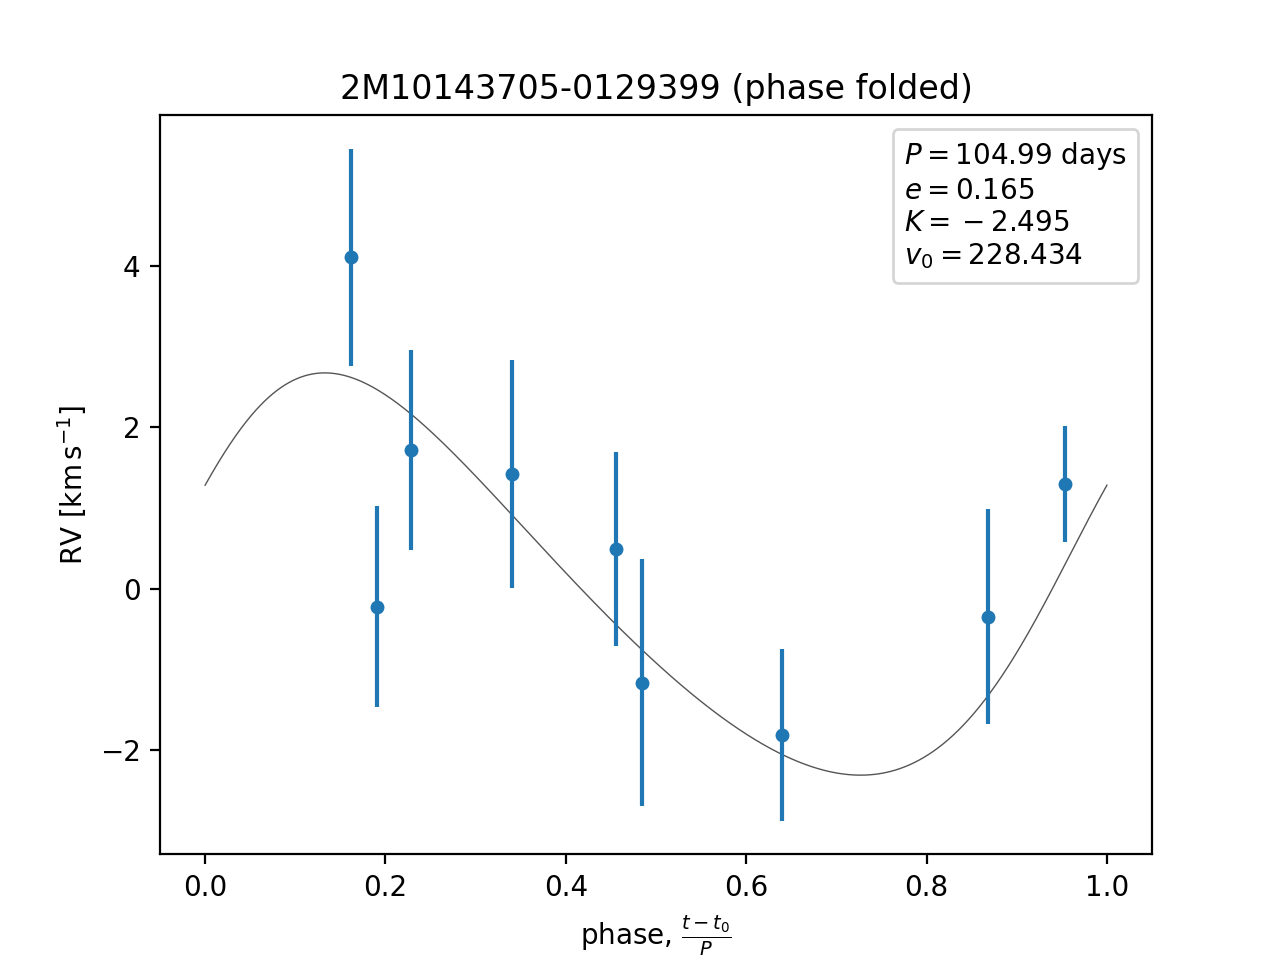 2M10143705-0129399 (phase folded)
P = 104.99 days
e = 0.165
K = −2.495
v₀ = 228.434
RV [km s⁻¹]
4
2
0
−2
0.0 0.2 0.4 0.6 0.8 1.0
phase, (t − t₀)/P